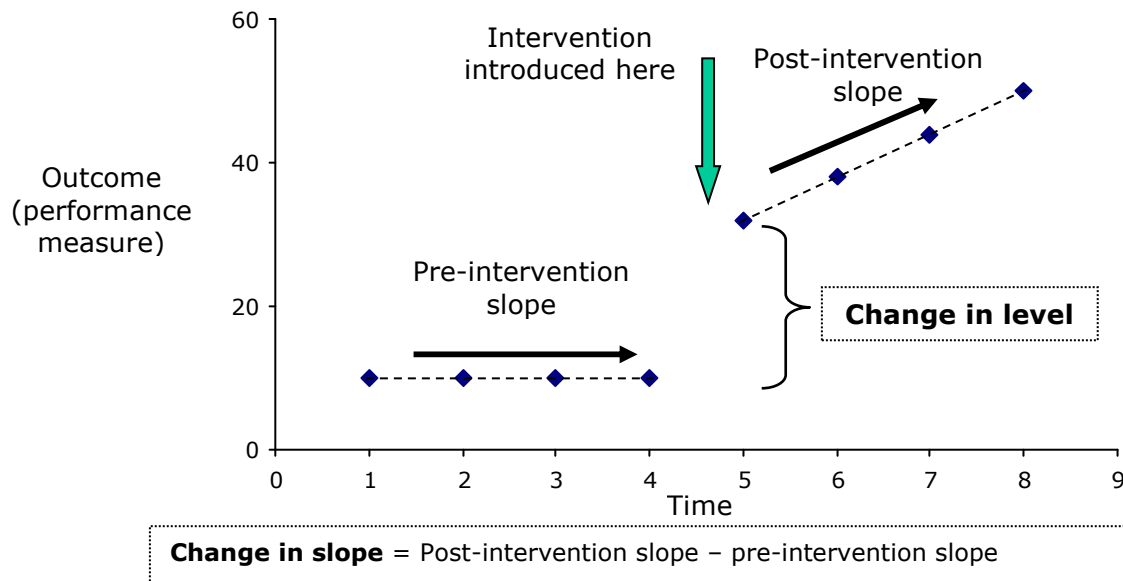 60
Intervention
introduced here
Post-intervention
slope
40
Outcome
(performance
measure)
Pre-intervention
slope
20
Change in level
0
0 1 2 3 4 5 6 7 8 9
Time
Change in slope = Post-intervention slope – pre-intervention slope